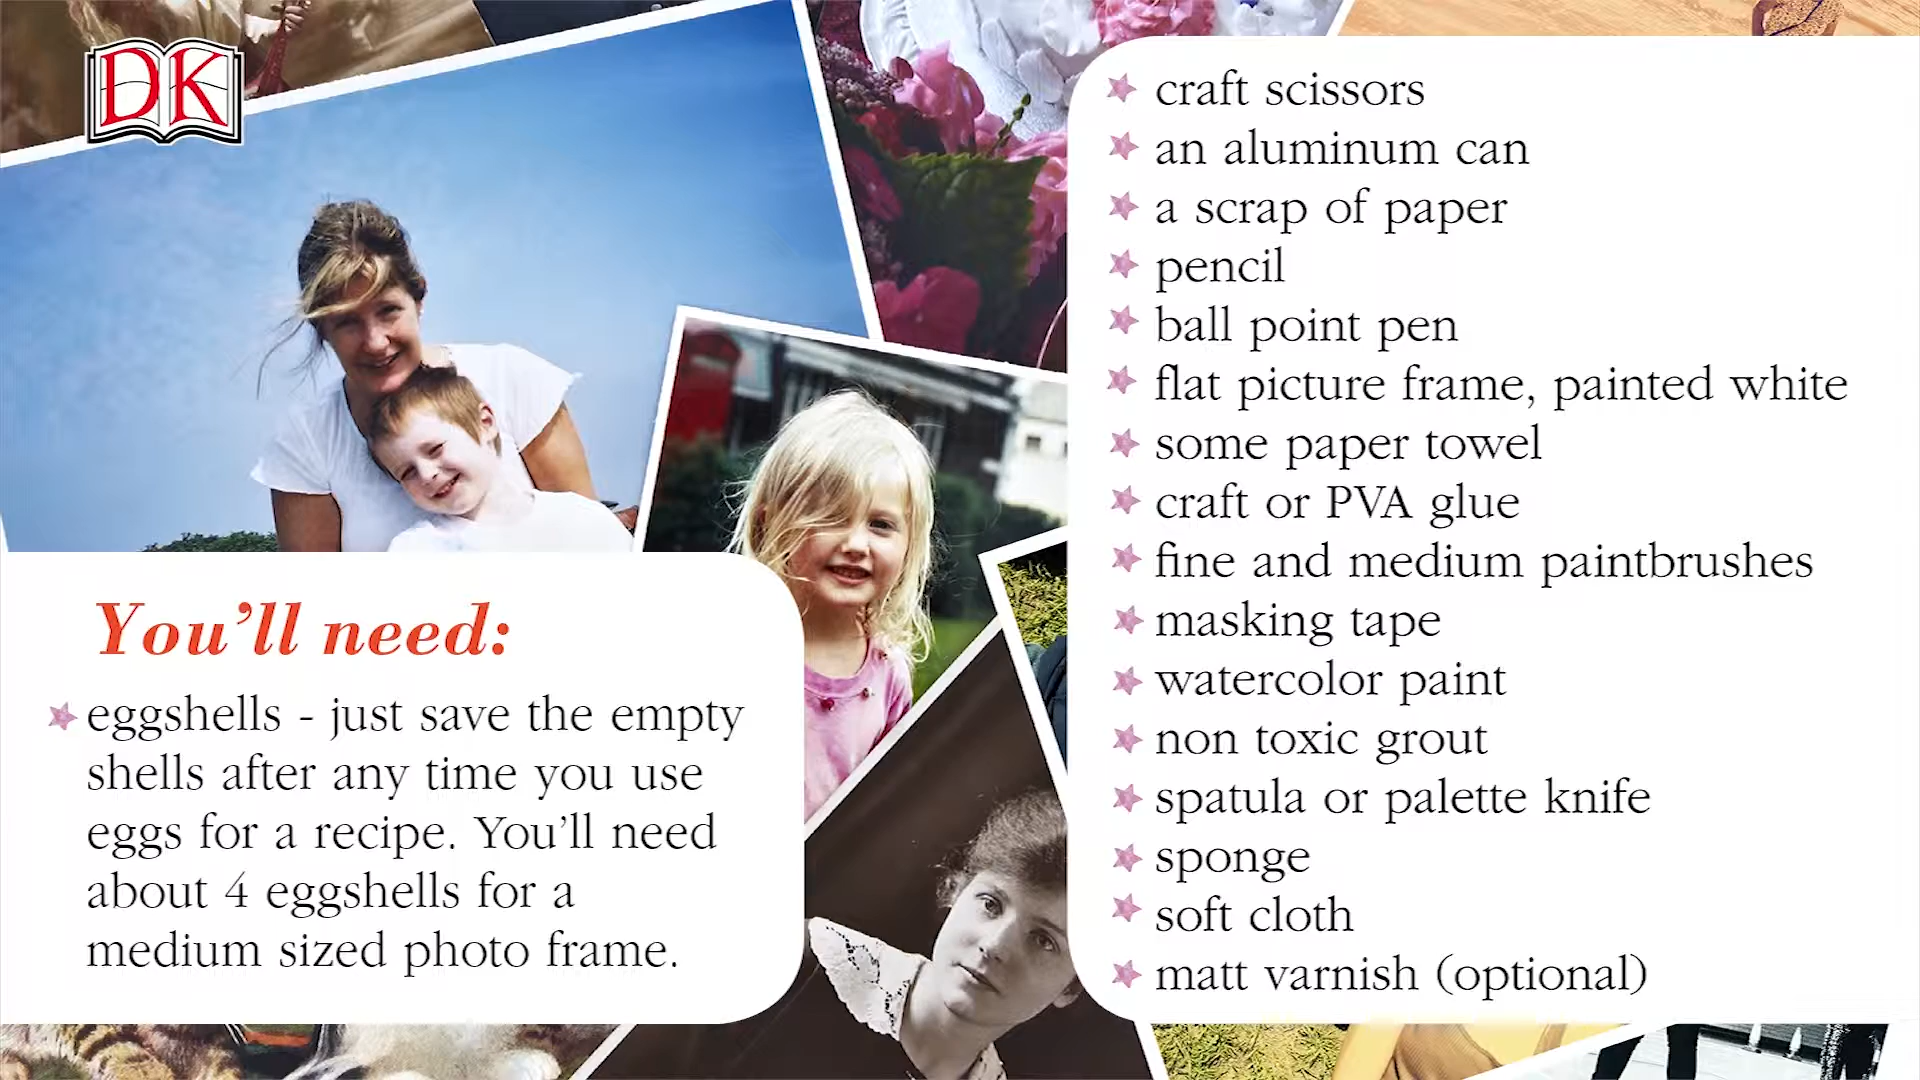 DK
You'll need:
eggshells - just save the empty
shells after any time you use
eggs for a recipe. You'll need
about 4 eggshells for a
medium sized photo frame.
craft scissors
an aluminum can
a scrap of paper
pencil
ball point pen
flat picture frame, painted white
some paper towel
craft or PVA glue
fine and medium paintbrushes
masking tape
watercolor paint
non toxic grout
spatula or palette knife
sponge
soft cloth
matt varnish (optional)